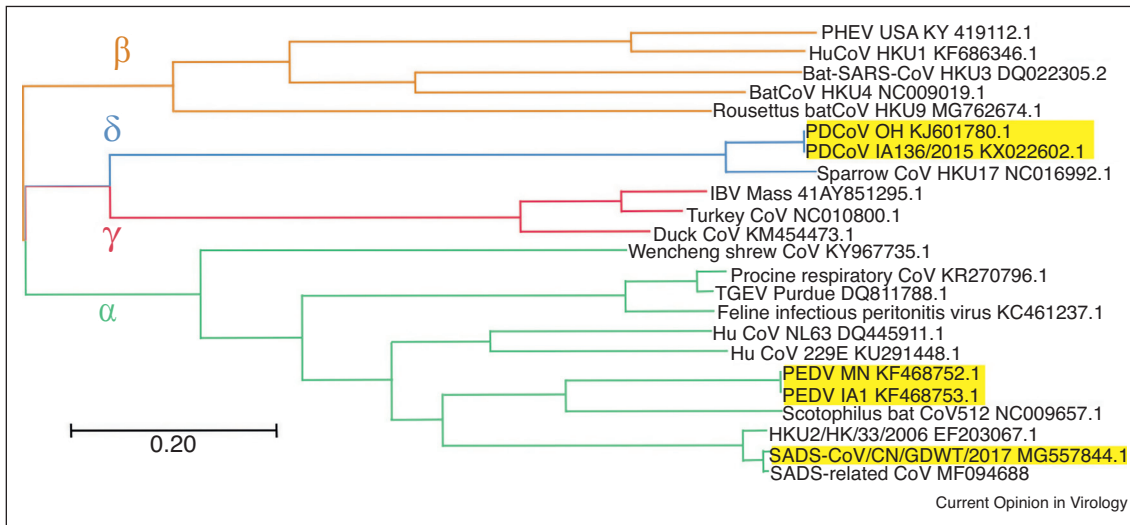 β
PHEV USA KY 419112.1
HuCoV HKU1 KF686346.1
Bat-SARS-CoV HKU3 DQ022305.2
BatCoV HKU4 NC009019.1
Rousettus batCoV HKU9 MG762674.1
δ
PDCoV OH KJ601780.1
PDCoV IA136/2015 KX022602.1
Sparrow CoV HKU17 NC016992.1
IBV Mass 41AY851295.1
Turkey CoV NC010800.1
γ
Duck CoV KM454473.1
Wencheng shrew CoV KY967735.1
Procine respiratory CoV KR270796.1
TGEV Purdue DQ811788.1
α
Feline infectious peritonitis virus KC461237.1
Hu CoV NL63 DQ445911.1
Hu CoV 229E KU291448.1
PEDV MN KF468752.1
PEDV IA1 KF468753.1
Scotophilus bat CoV512 NC009657.1
HKU2/HK/33/2006 EF203067.1
0.20
SADS-CoV/CN/GDWT/2017 MG557844.1
SADS-related CoV MF094688
Current Opinion in Virology